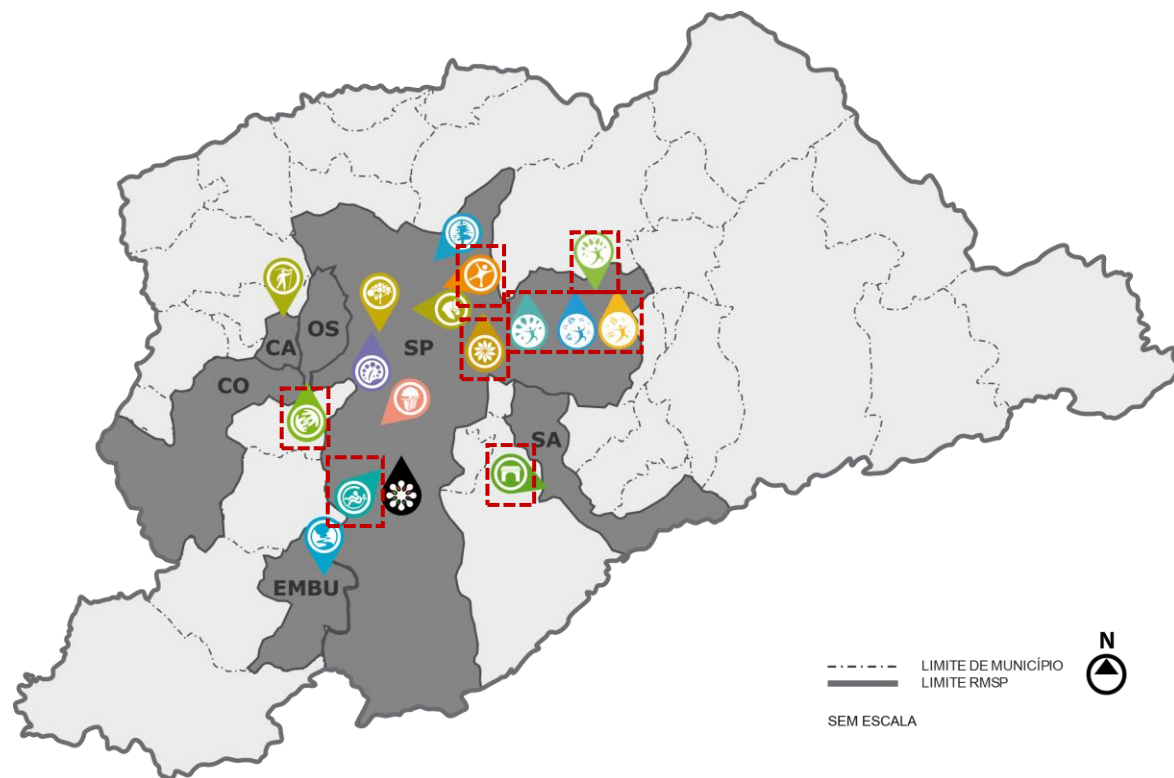 OS
CA
SP
CO
SA
EMBU
N
LIMITE DE MUNICÍPIO
LIMITE RMSP
SEM ESCALA